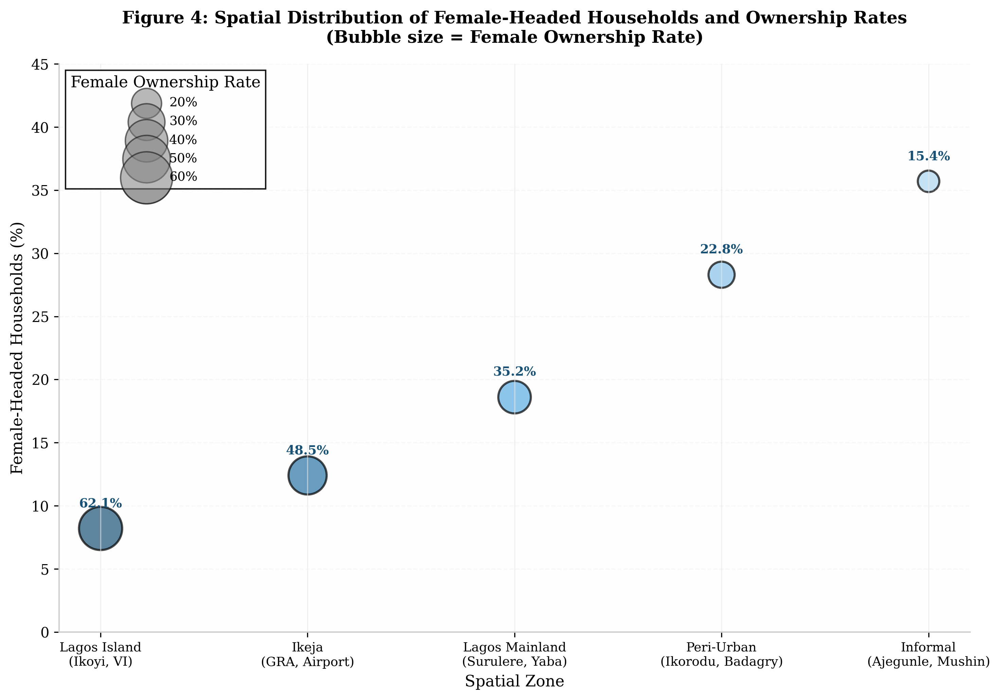 Figure 4: Spatial Distribution of Female-Headed Households and Ownership Rates
(Bubble size = Female Ownership Rate)
Female-Headed Households (%)
45
40
35
30
25
20
15
10
5
0
Female Ownership Rate
20%
30%
40%
50%
60%
62.1%
48.5%
35.2%
22.8%
15.4%
Lagos Island
(Ikoyi, VI)
Ikeja
(GRA, Airport)
Lagos Mainland
(Surulere, Yaba)
Peri-Urban
(Ikorodu, Badagry)
Informal
(Ajegunle, Mushin)
Spatial Zone